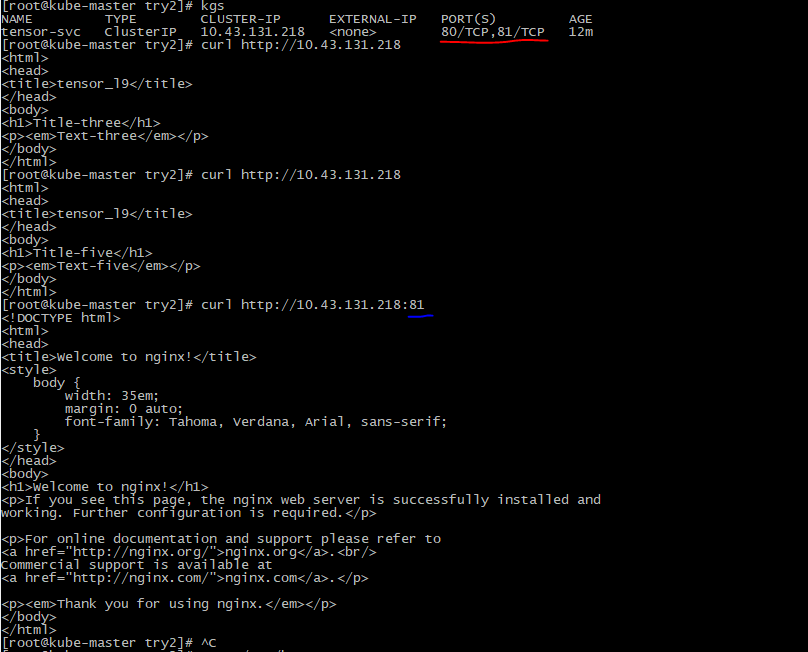 [root@kube-master try2]# kgs
NAME         TYPE        CLUSTER-IP      EXTERNAL-IP   PORT(S)         AGE
tensor-svc   ClusterIP   10.43.131.218   <none>        80/TCP,81/TCP   12m
[root@kube-master try2]# curl http://10.43.131.218
<html>
<head>
<title>tensor_l9</title>
</head>
<body>
<h1>Title-three</h1>
<p><em>Text-three</em></p>
</body>
</html>
[root@kube-master try2]# curl http://10.43.131.218
<html>
<head>
<title>tensor_l9</title>
</head>
<body>
<h1>Title-five</h1>
<p><em>Text-five</em></p>
</body>
</html>
[root@kube-master try2]# curl http://10.43.131.218:81
<!DOCTYPE html>
<html>
<head>
<title>Welcome to nginx!</title>
<style>
    body {
        width: 35em;
        margin: 0 auto;
        font-family: Tahoma, Verdana, Arial, sans-serif;
    }
</style>
</head>
<body>
<h1>Welcome to nginx!</h1>
<p>If you see this page, the nginx web server is successfully installed and
working. Further configuration is required.</p>

<p>For online documentation and support please refer to
<a href="http://nginx.org/">nginx.org</a>.<br/>
Commercial support is available at
<a href="http://nginx.com/">nginx.com</a>.</p>

<p><em>Thank you for using nginx.</em></p>
</body>
</html>
[root@kube-master try2]# ^C